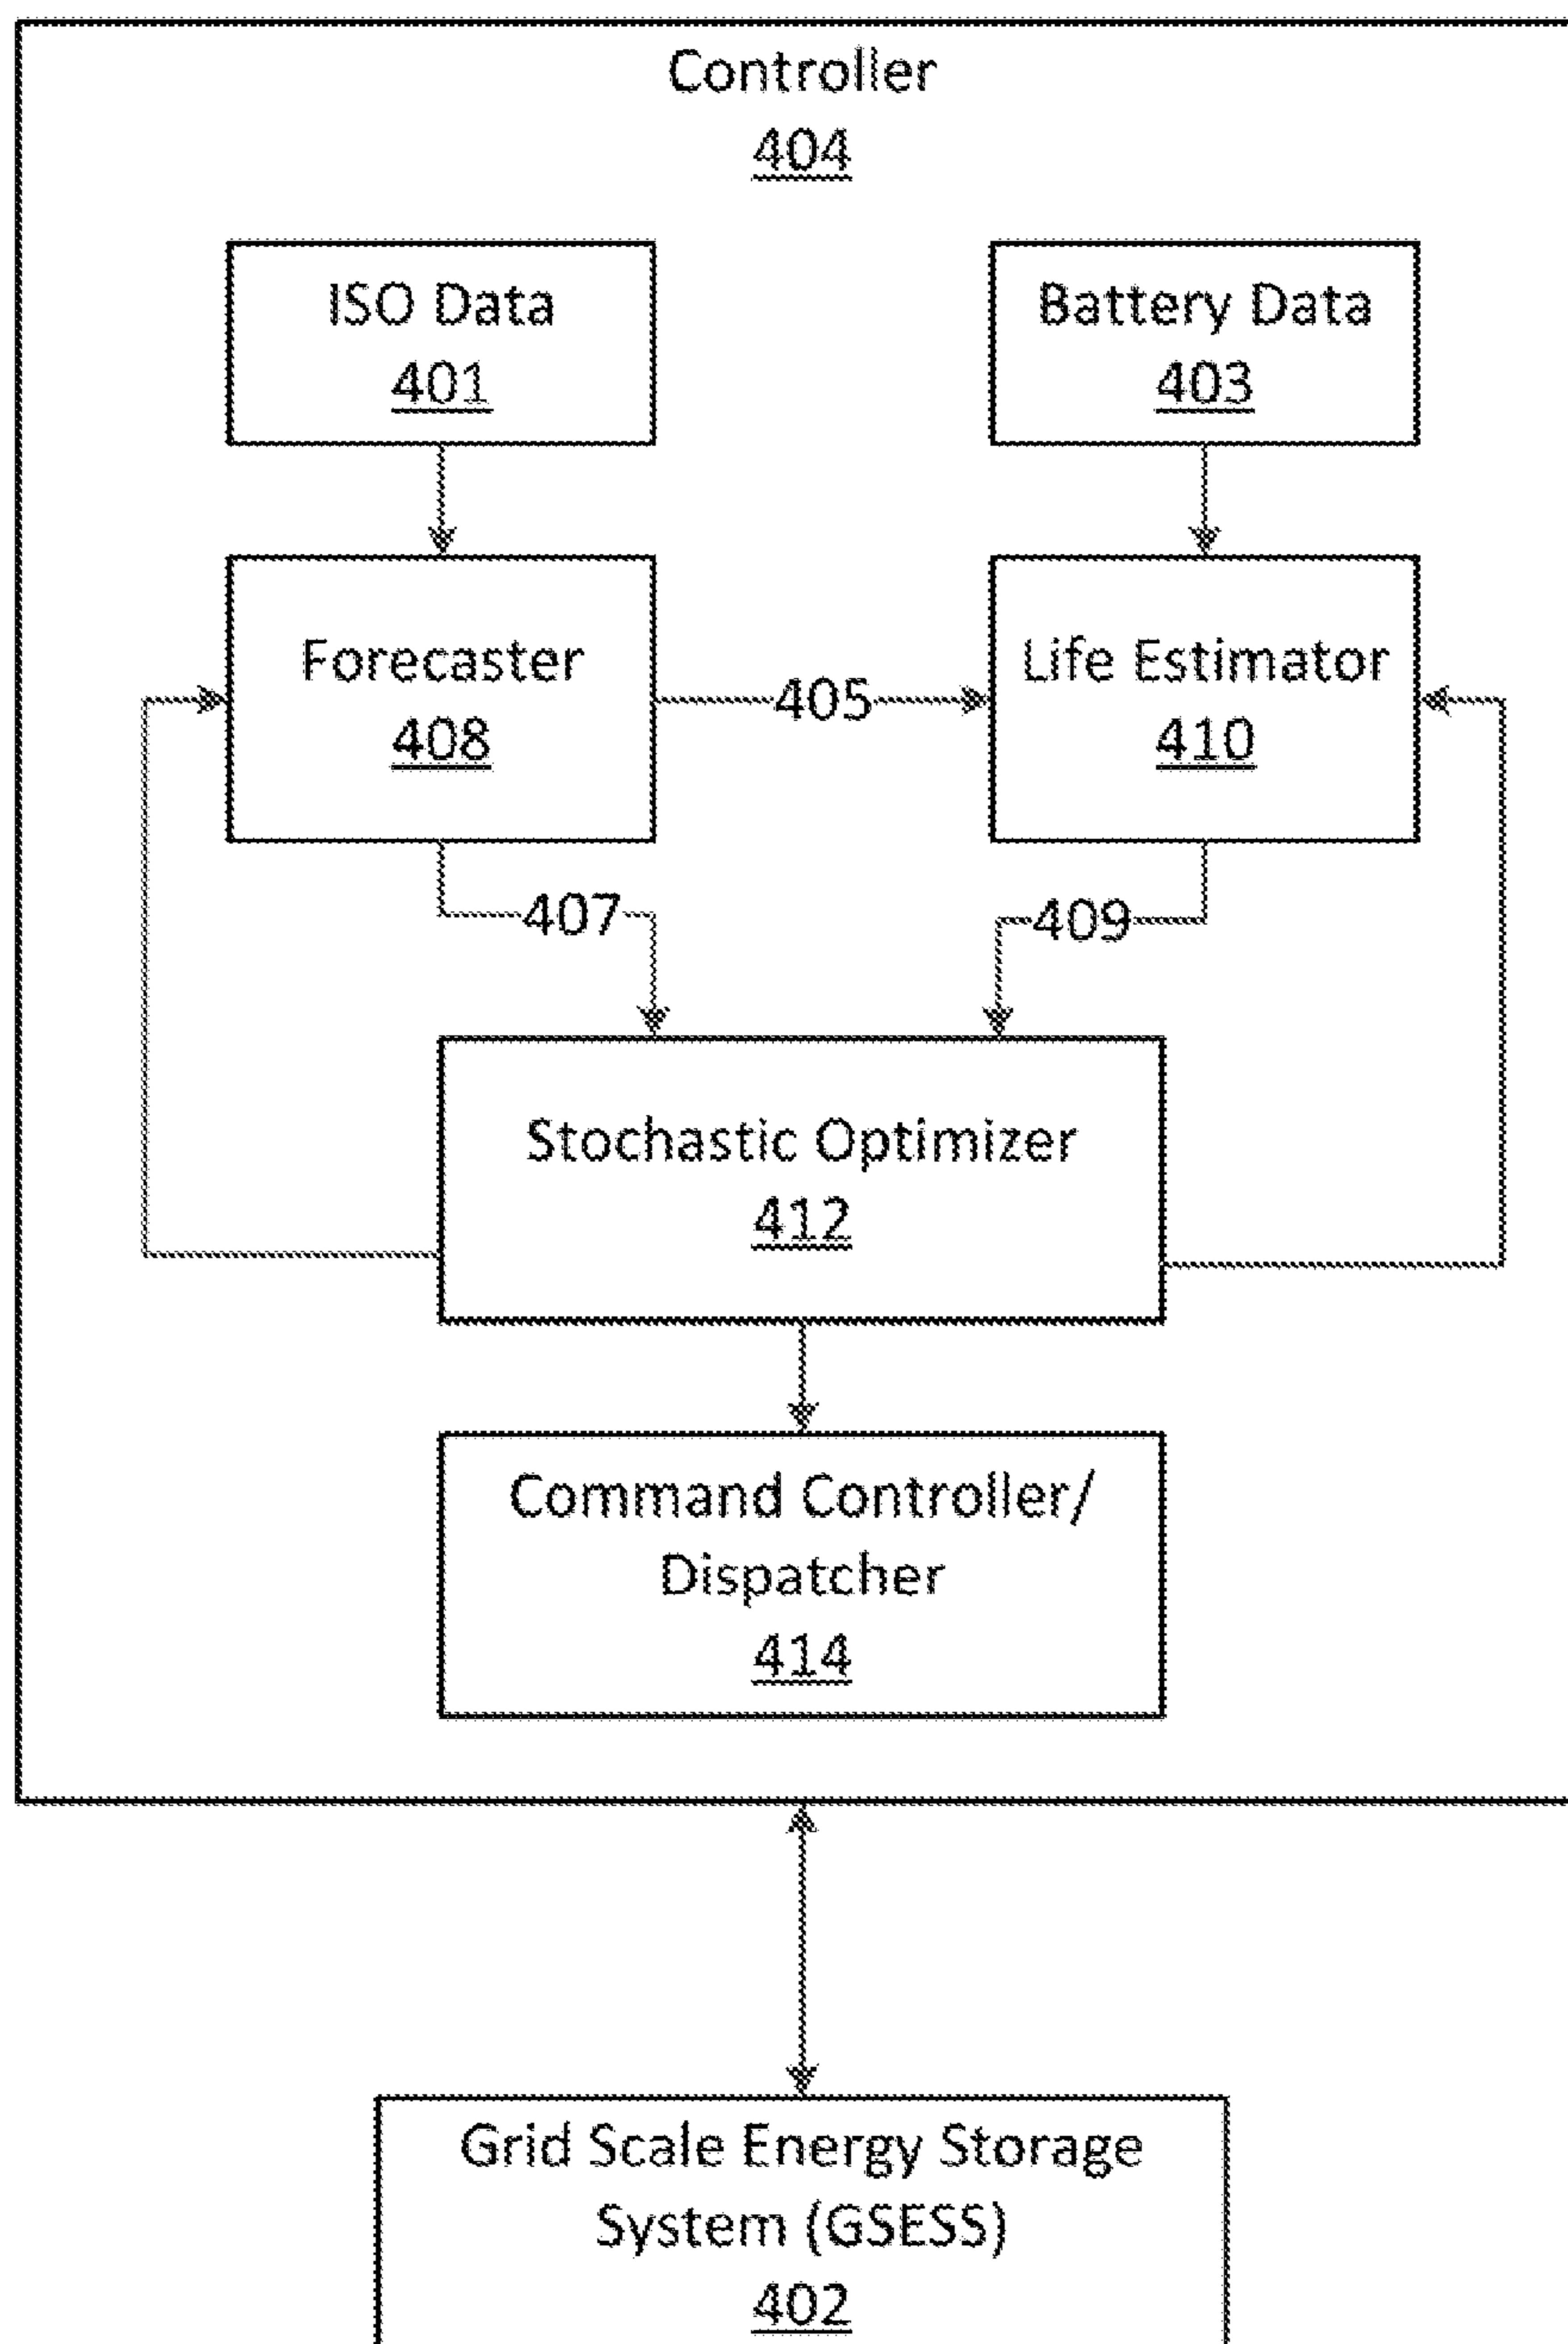 Controller
404
ISO Data
401
Battery Data
403
Forecaster
408
405
Life Estimator
410
407
409
Stochastic Optimizer
412
Command Controller/
Dispatcher
414
Grid Scale Energy Storage
System (GSESS)
402